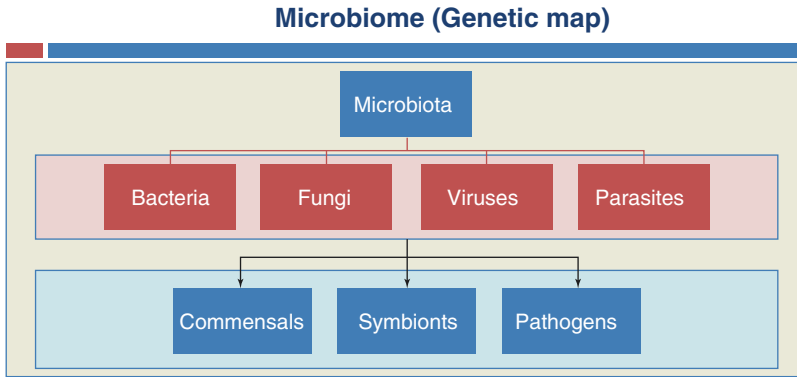 Microbiome (Genetic map)
Microbiota
Bacteria
Fungi
Viruses
Parasites
Commensals
Symbionts
Pathogens